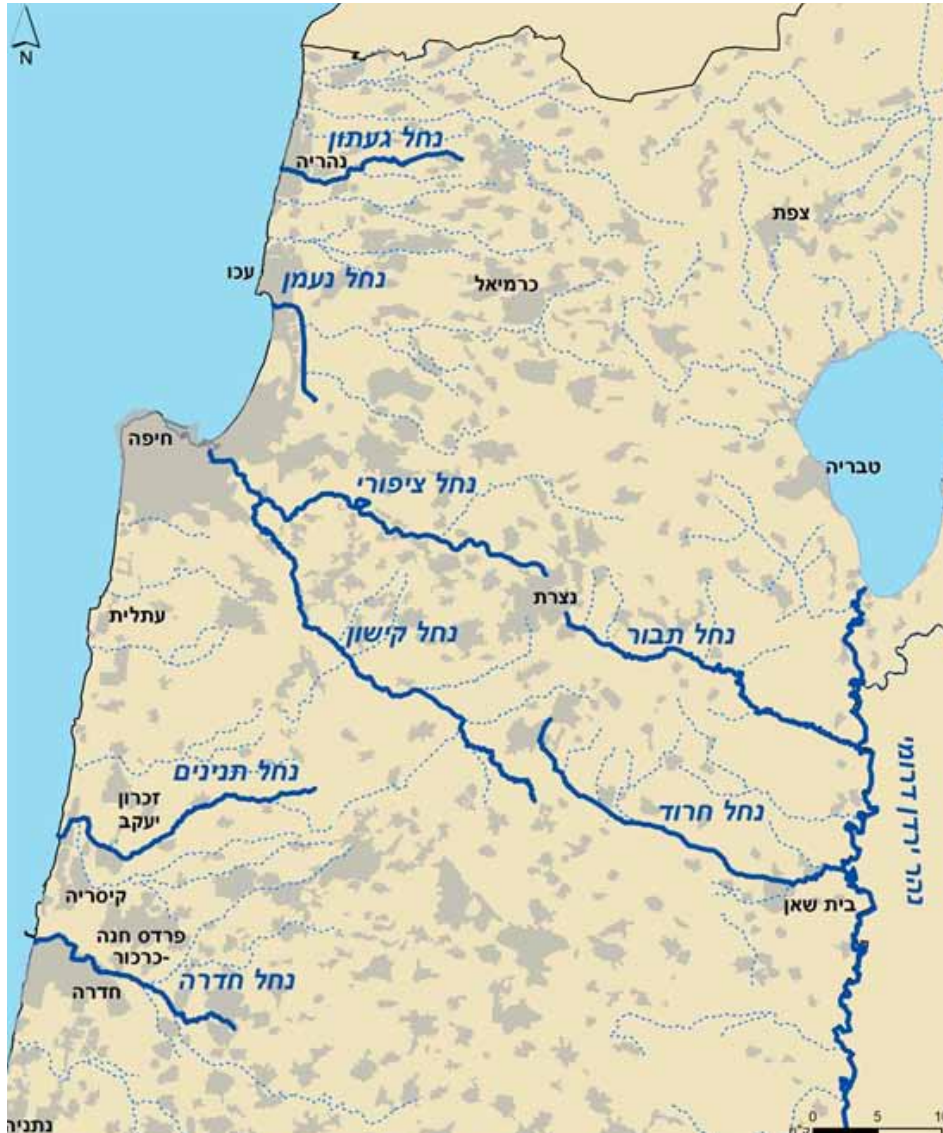 N
נחל געתון
נהריה
צפת
עכו
נחל נעמן
כרמיאל
חיפה
טבריה
נחל ציפורי
נצרת
עתלית
נחל קישון
נחל תבור
נהר ירדן דרומי
נחל תנינים
זכרון
יעקב
נחל חרוד
קיסריה
בית שאן
פרדס חנה
-כרכור
נחל חדרה
חדרה
0 5 10
ק"מ
נתניה